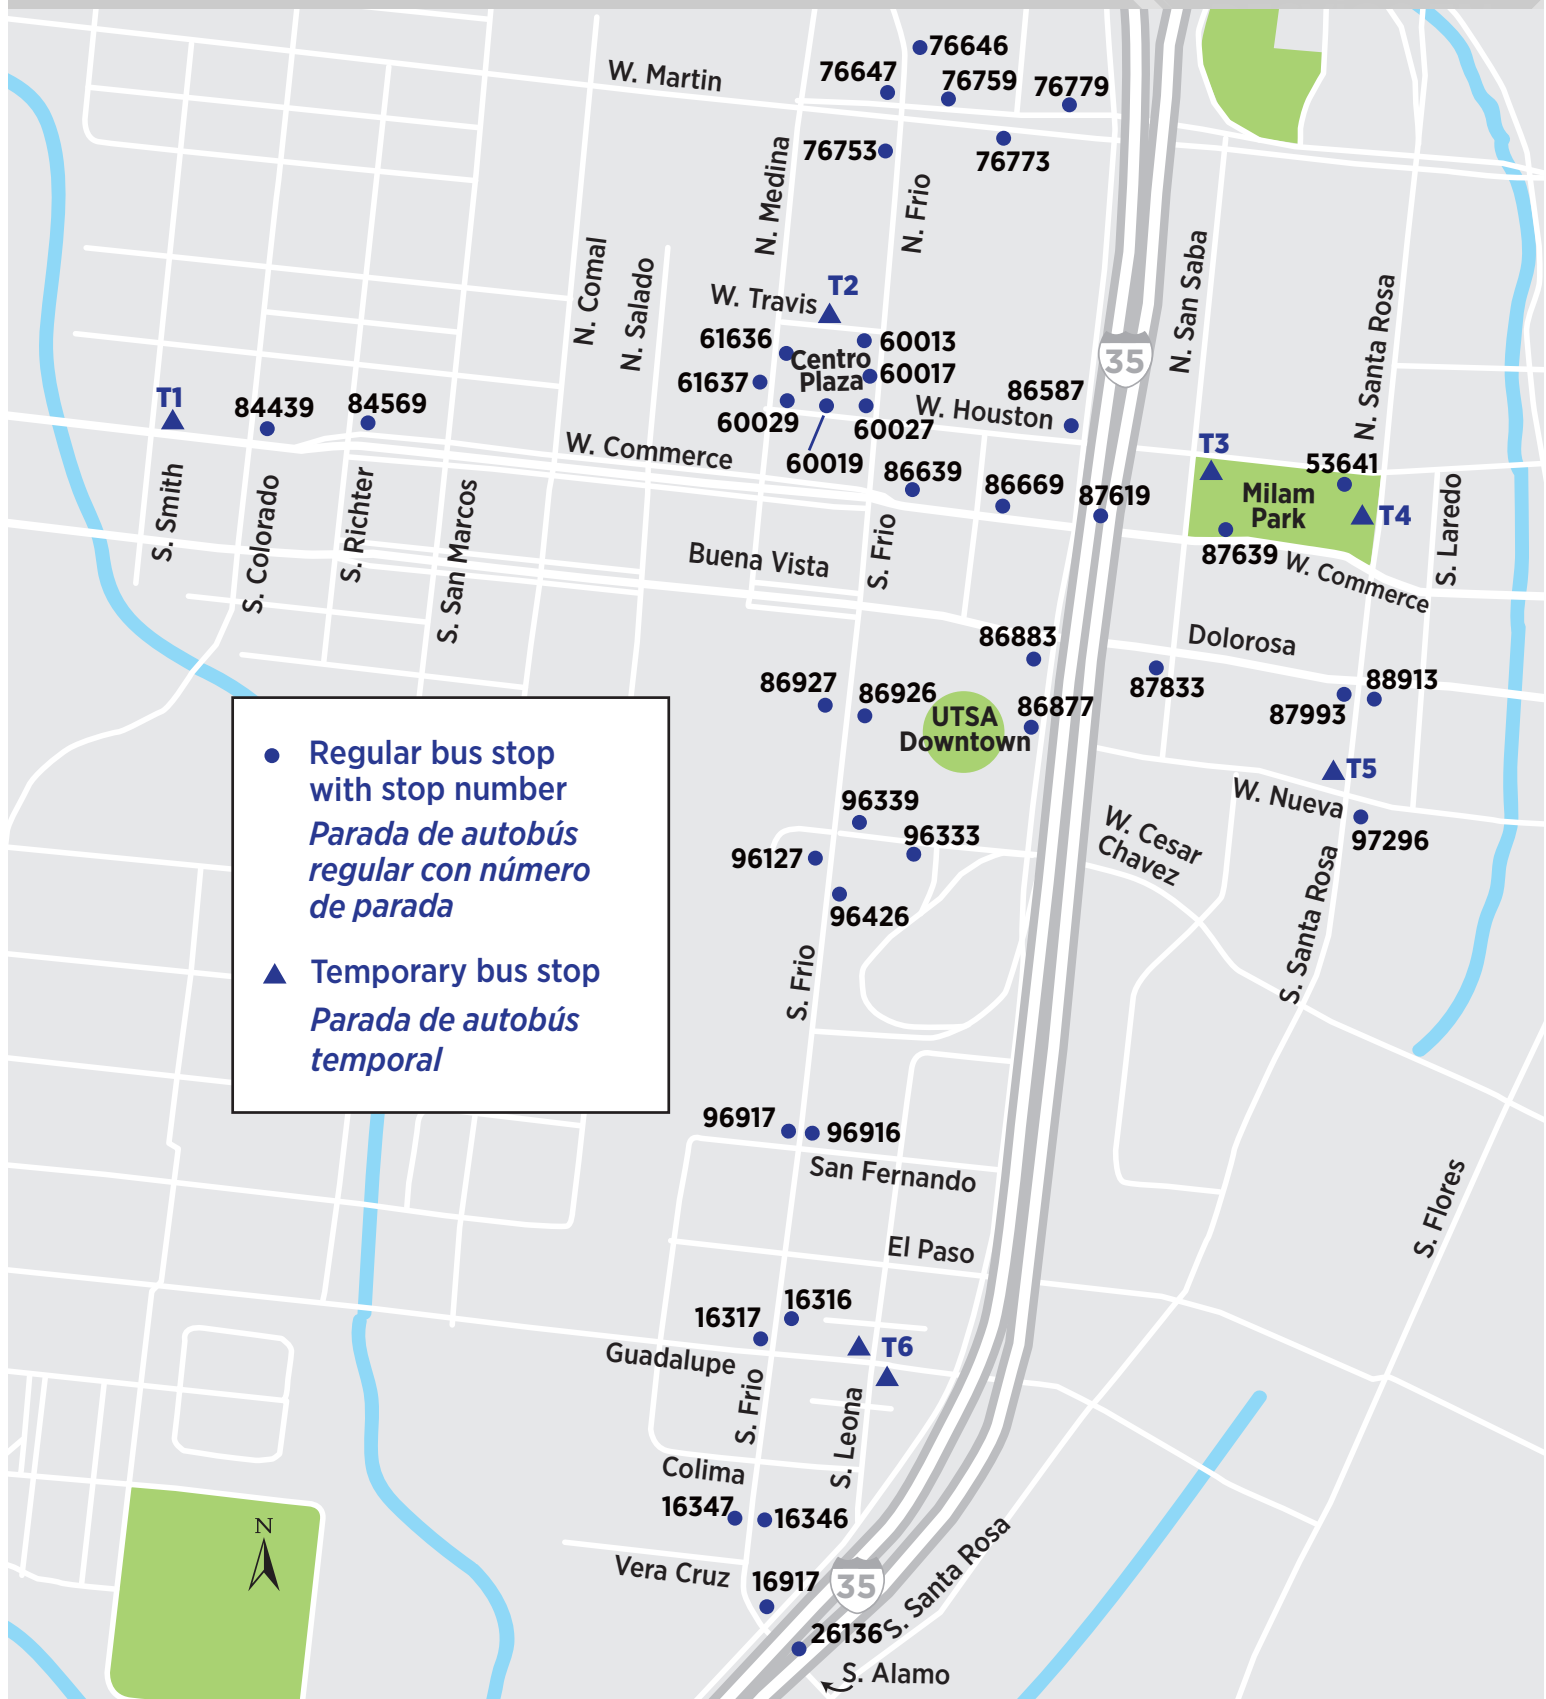 76646
76647
76759
76779
W. Martin
76753
76773
N. Medina
N. Frio
N. Comal
N. Salado
N. San Saba
N. Santa Rosa
W. Travis
T2
61636
60013
Centro
Plaza
60017
61637
35
86587
T1
84439
84569
60029
60027
W. Houston
60019
W. Commerce
T3
53641
86639
86669
87619
Milam
Park
T4
S. Smith
S. Colorado
S. Richter
S. San Marcos
Buena Vista
S. Frio
87639
W. Commerce
S. Laredo
86883
Dolorosa
86927
86926
87833
88913
87993
UTSA
Downtown
86877
Regular bus stop
with stop number
Parada de autobús
regular con número
de parada
Temporary bus stop
Parada de autobús
temporal
T5
W. Nueva
96339
96333
W. Cesar
Chavez
97296
96127
96426
S. Frio
S. Santa Rosa
96917
96916
San Fernando
S. Flores
El Paso
16316
16317
T6
Guadalupe
S. Frio
S. Leona
Colima
16347
16346
N
Vera Cruz
16917
35
S. Santa Rosa
26136
S. Alamo